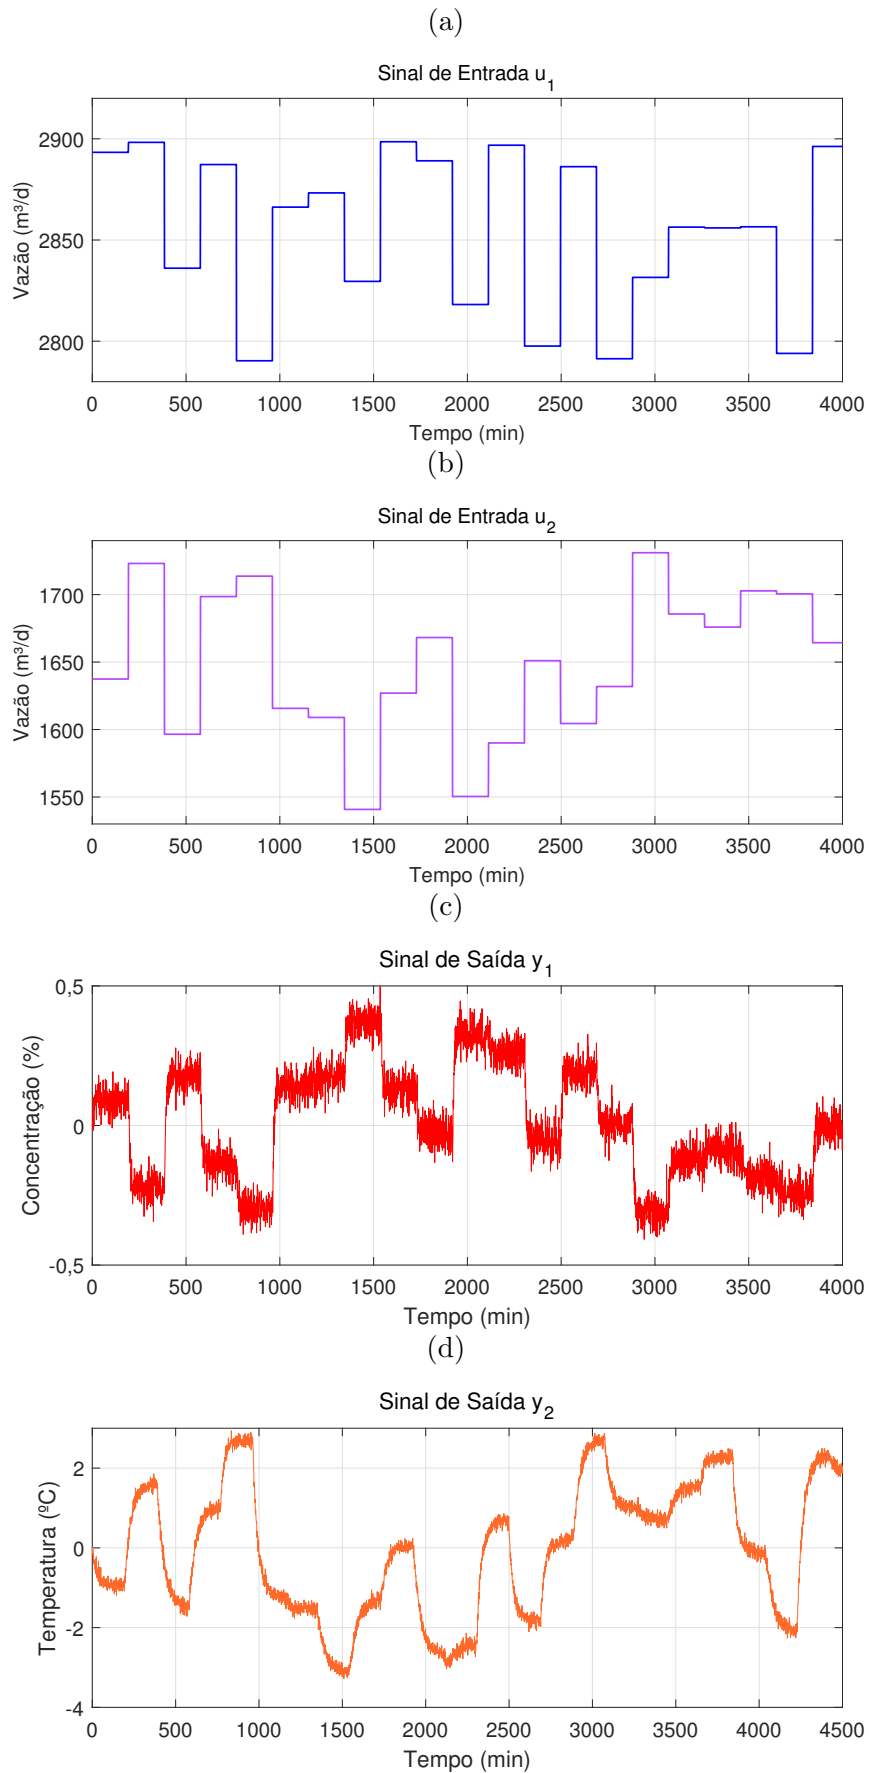 (a)
Sinal de Entrada u1
Vazão (m³/d)
2900
2850
2800
0 500 1000 1500 2000 2500 3000 3500 4000
Tempo (min)
(b)
Sinal de Entrada u2
Vazão (m³/d)
1700
1650
1600
1550
0 500 1000 1500 2000 2500 3000 3500 4000
Tempo (min)
(c)
Sinal de Saída y1
Concentração (%)
0,5
0
-0,5
0 500 1000 1500 2000 2500 3000 3500 4000
Tempo (min)
(d)
Sinal de Saída y2
Temperatura (ºC)
2
0
-2
-4
0 500 1000 1500 2000 2500 3000 3500 4000 4500
Tempo (min)